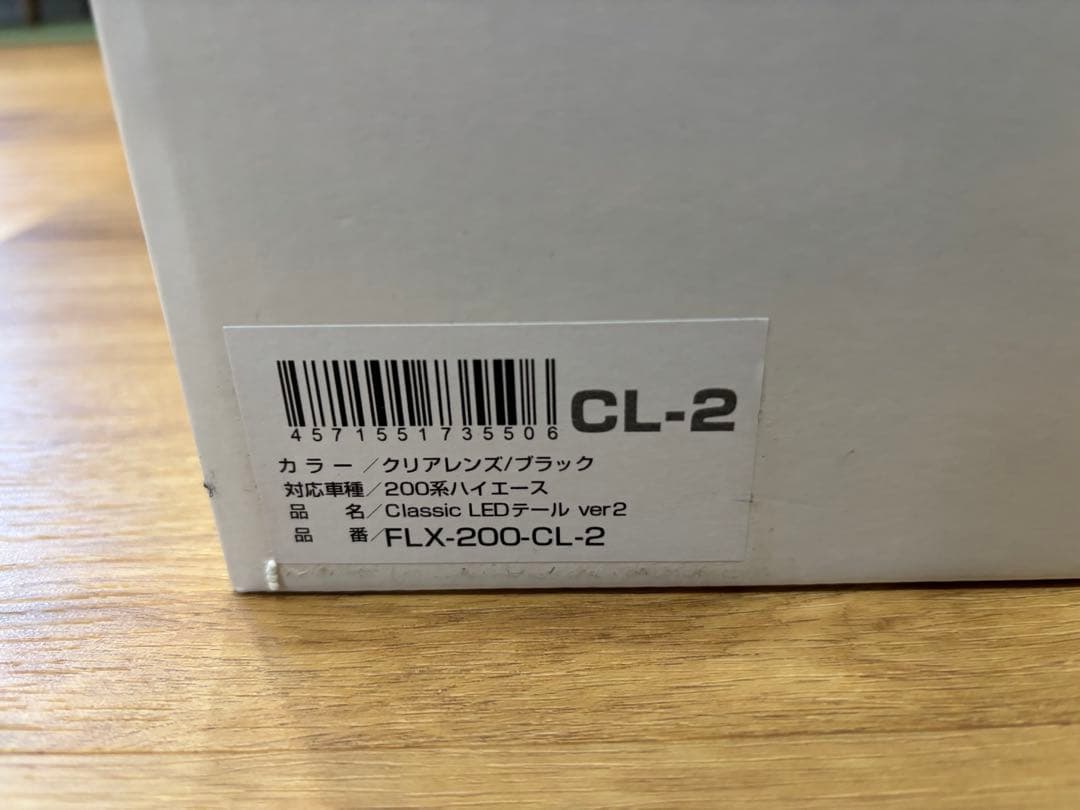 CL-2
4571551735506
カラー/クリアレンズ/ブラック
対応車種/200系ハイエース
品 名/Classic LEDテール ver2
品 番/FLX-200-CL-2